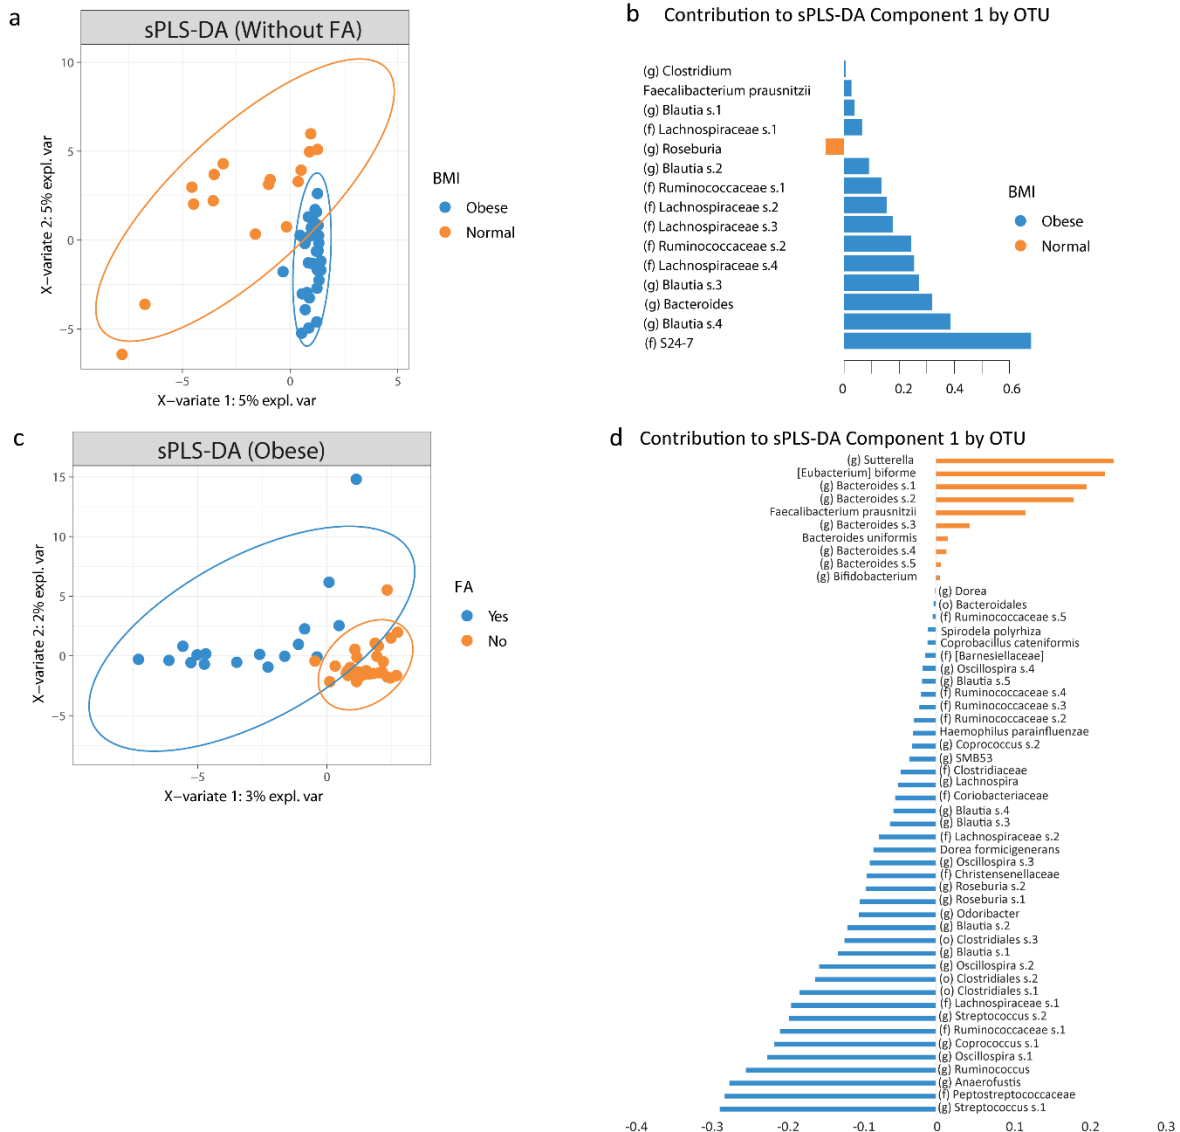 a
sPLS-DA (Without FA)
10
5
0
−5
X−variate 2: 5% expl. var
−5
0
5
X−variate 1: 5% expl. var
BMI
Obese
Normal
b
Contribution to sPLS-DA Component 1 by OTU
(g) Clostridium
Faecalibacterium prausnitzii
(g) Blautia s.1
(f) Lachnospiraceae s.1
(g) Roseburia
(g) Blautia s.2
(f) Ruminococcaceae s.1
(f) Lachnospiraceae s.2
(f) Lachnospiraceae s.3
(f) Ruminococcaceae s.2
(f) Lachnospiraceae s.4
(g) Blautia s.3
(g) Bacteroides
(g) Blautia s.4
(f) S24-7
0
0.2
0.4
0.6
BMI
Obese
Normal
c
sPLS-DA (Obese)
15
10
5
0
−5
X−variate 2: 2% expl. var
−5
0
X−variate 1: 3% expl. var
FA
Yes
No
d
Contribution to sPLS-DA Component 1 by OTU
(g) Sutterella
[Eubacterium] biforme
(g) Bacteroides s.1
(g) Bacteroides s.2
Faecalibacterium prausnitzii
(g) Bacteroides s.3
Bacteroides uniformis
(g) Bacteroides s.4
(g) Bacteroides s.5
(g) Bifidobacterium
(g) Dorea
(o) Bacteroidales
(f) Ruminococcaceae s.5
Spirodela polyrhiza
Coprobacillus cateniformis
(f) [Barnesiellaceae]
(g) Oscillospira s.4
(g) Blautia s.5
(f) Ruminococcaceae s.4
(f) Ruminococcaceae s.3
(f) Ruminococcaceae s.2
Haemophilus parainfluenzae
(g) Coprococcus s.2
(g) SMB53
(f) Clostridiaceae
(g) Lachnospira
(f) Coriobacteriaceae
(g) Blautia s.4
(g) Blautia s.3
(f) Lachnospiraceae s.2
Dorea formicigenerans
(g) Oscillospira s.3
(f) Christensenellaceae
(g) Roseburia s.2
(g) Roseburia s.1
(g) Odoribacter
(g) Blautia s.2
(o) Clostridiales s.3
(g) Blautia s.1
(g) Oscillospira s.2
(o) Clostridiales s.2
(o) Clostridiales s.1
(f) Lachnospiraceae s.1
(g) Streptococcus s.2
(f) Ruminococcaceae s.1
(g) Coprococcus s.1
(g) Oscillospira s.1
(g) Ruminococcus
(g) Anaerofustis
(f) Peptostreptococcaceae
(g) Streptococcus s.1
-0.4
-0.3
-0.2
-0.1
0
0.1
0.2
0.3